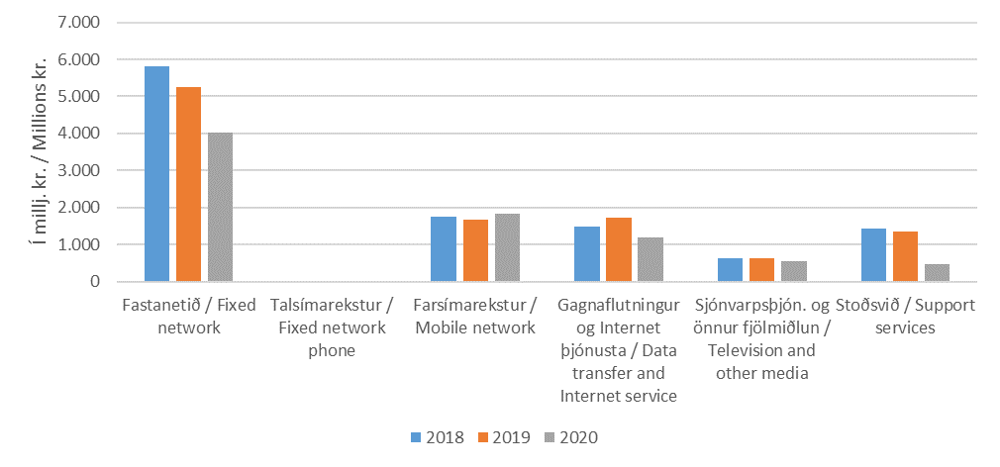 Í millj. kr. / Millions kr.
7.000
6.000
5.000
4.000
3.000
2.000
1.000
0
Fastanetið / Fixed
network
Talsímarekstur /
Fixed network
phone
Farsímarekstur /
Mobile network
Gagnaflutningur
og Internet
þjónusta / Data
transfer and
Internet service
Sjónvarpsþjón. og
önnur fjölmiðlun /
Television and
other media
Stoðsvið / Support
services
2018
2019
2020